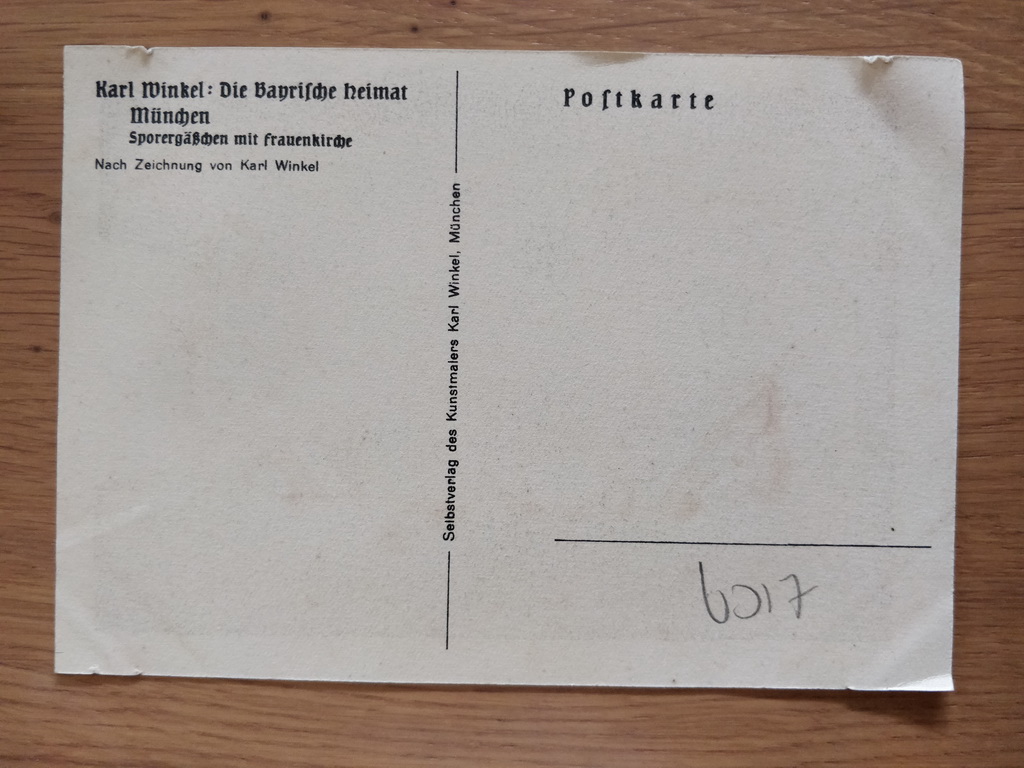 Karl Winkel: Die Bayrische Heimat
München
Sporergäßchen mit Frauenkirche
Nach Zeichnung von Karl Winkel
Selbstverlag des Kunstmalers Karl Winkel, München
Postkarte
6017